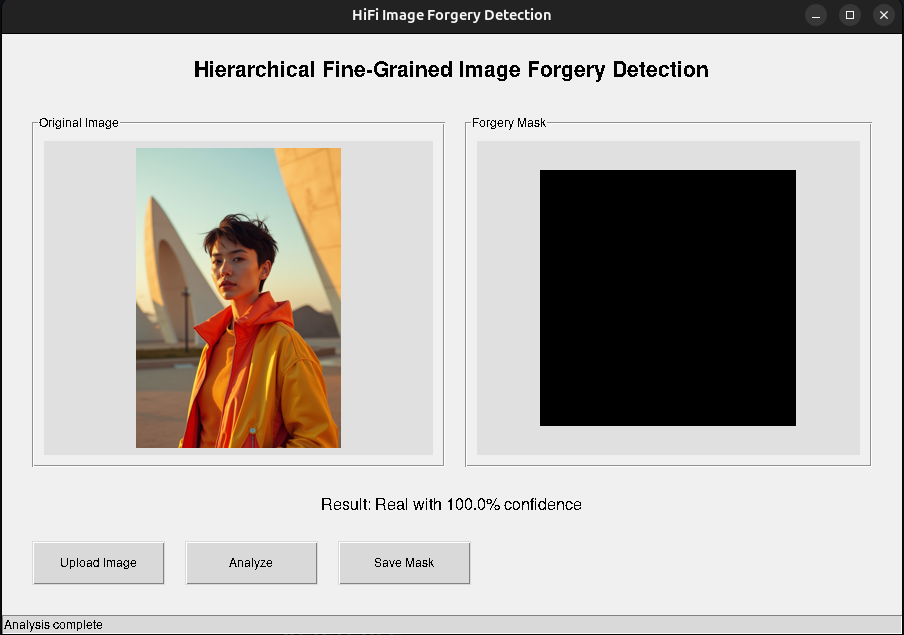 HiFi Image Forgery Detection
Hierarchical Fine-Grained Image Forgery Detection
Original Image
Forgery Mask
Result: Real with 100.0% confidence
Upload Image
Analyze
Save Mask
Analysis complete